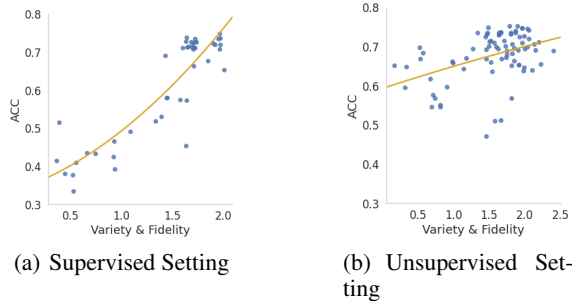 0.8
0.7
0.6
0.5
0.4
0.3
ACC
0.5 1.0 1.5 2.0
Variety & Fidelity
(a) Supervised Setting
0.8
0.7
0.6
0.5
0.4
0.3
ACC
0.5 1.0 1.5 2.0 2.5
Variety & Fidelity
(b) Unsupervised Set-
ting